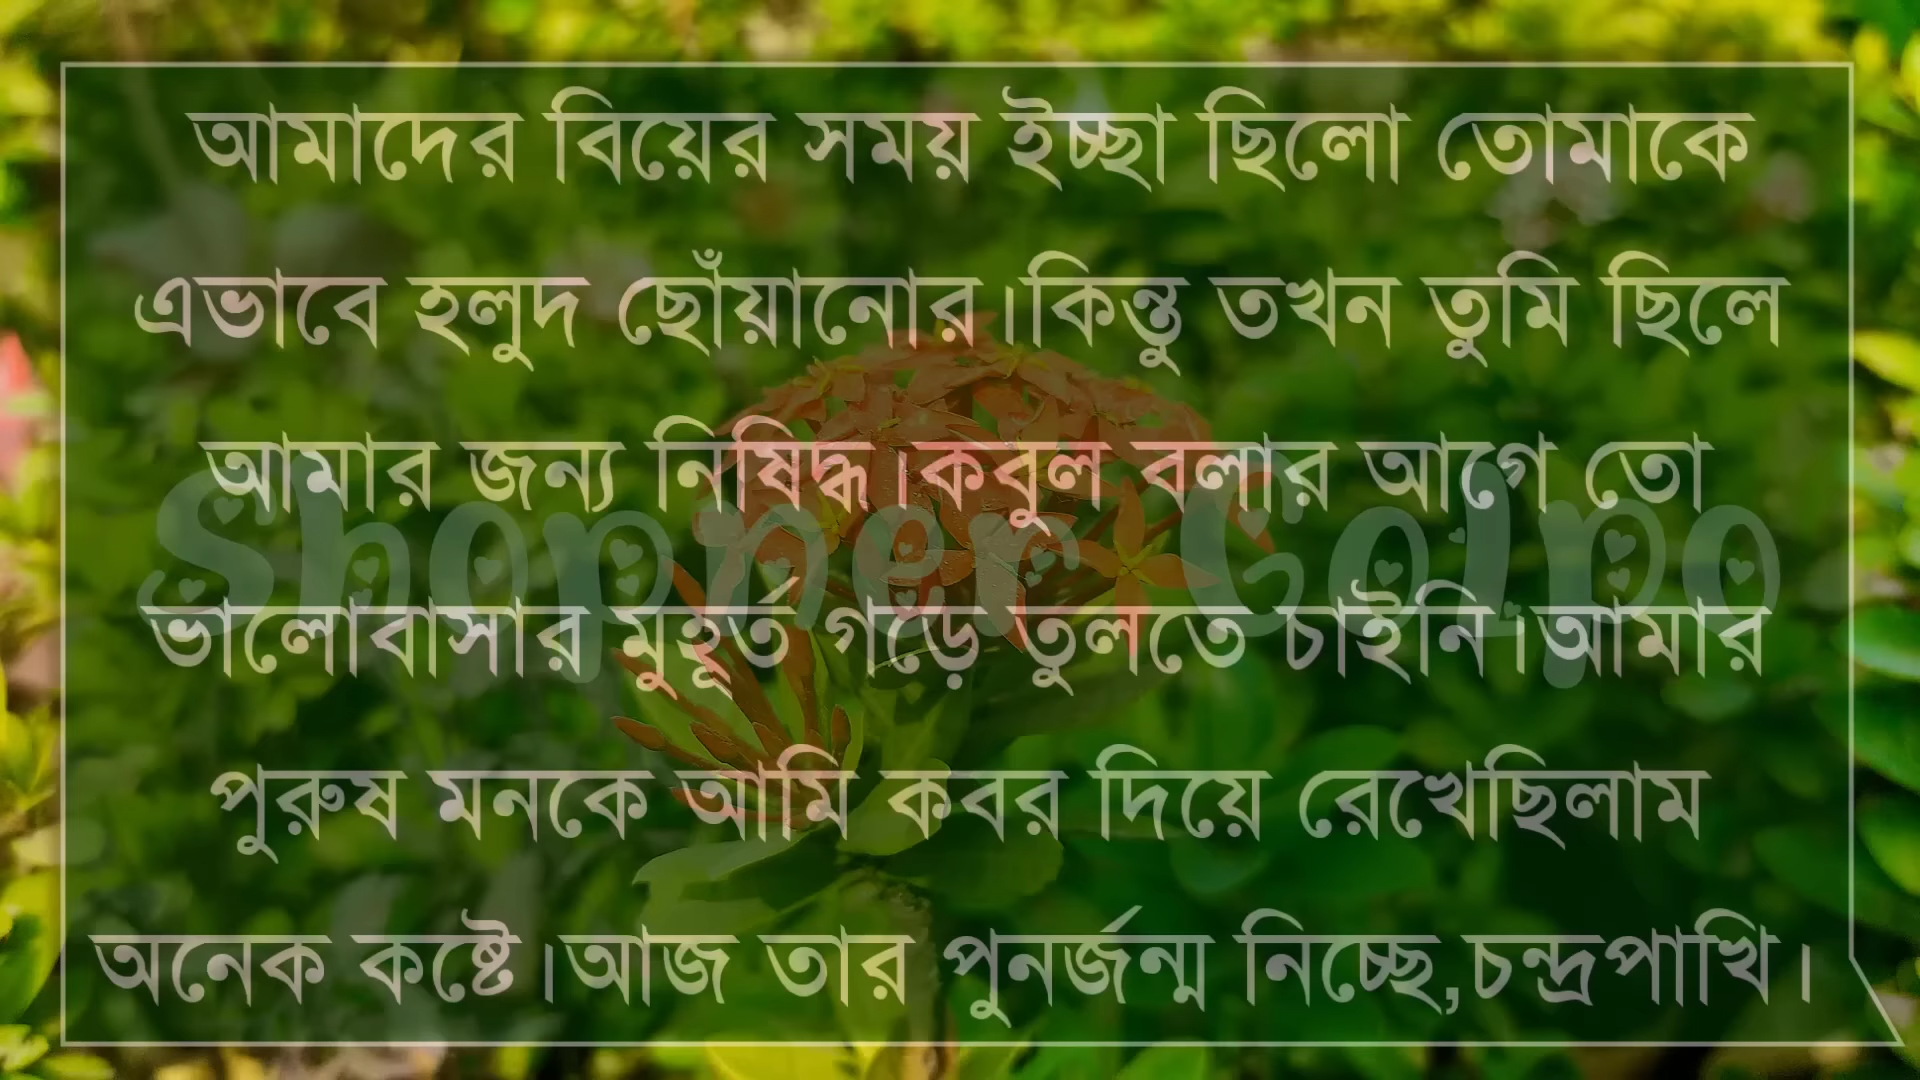 আমাদের বিয়ের সময় ইচ্ছা ছিলো তোমাকে
এভাবে হলুদ ছোঁয়ানোর।কিন্তু তখন তুমি ছিলে
আমার জন্য নিষিদ্ধ।কবুল বলার আগে তো
Shopner Golpo
ভালোবাসার মুহূর্ত গড়ে তুলতে চাইনি।আমার
পুরুষ মনকে আমি কবর দিয়ে রেখেছিলাম
অনেক কষ্টে।আজ তার পুনর্জন্ম নিচ্ছে,চন্দ্রপাখি।